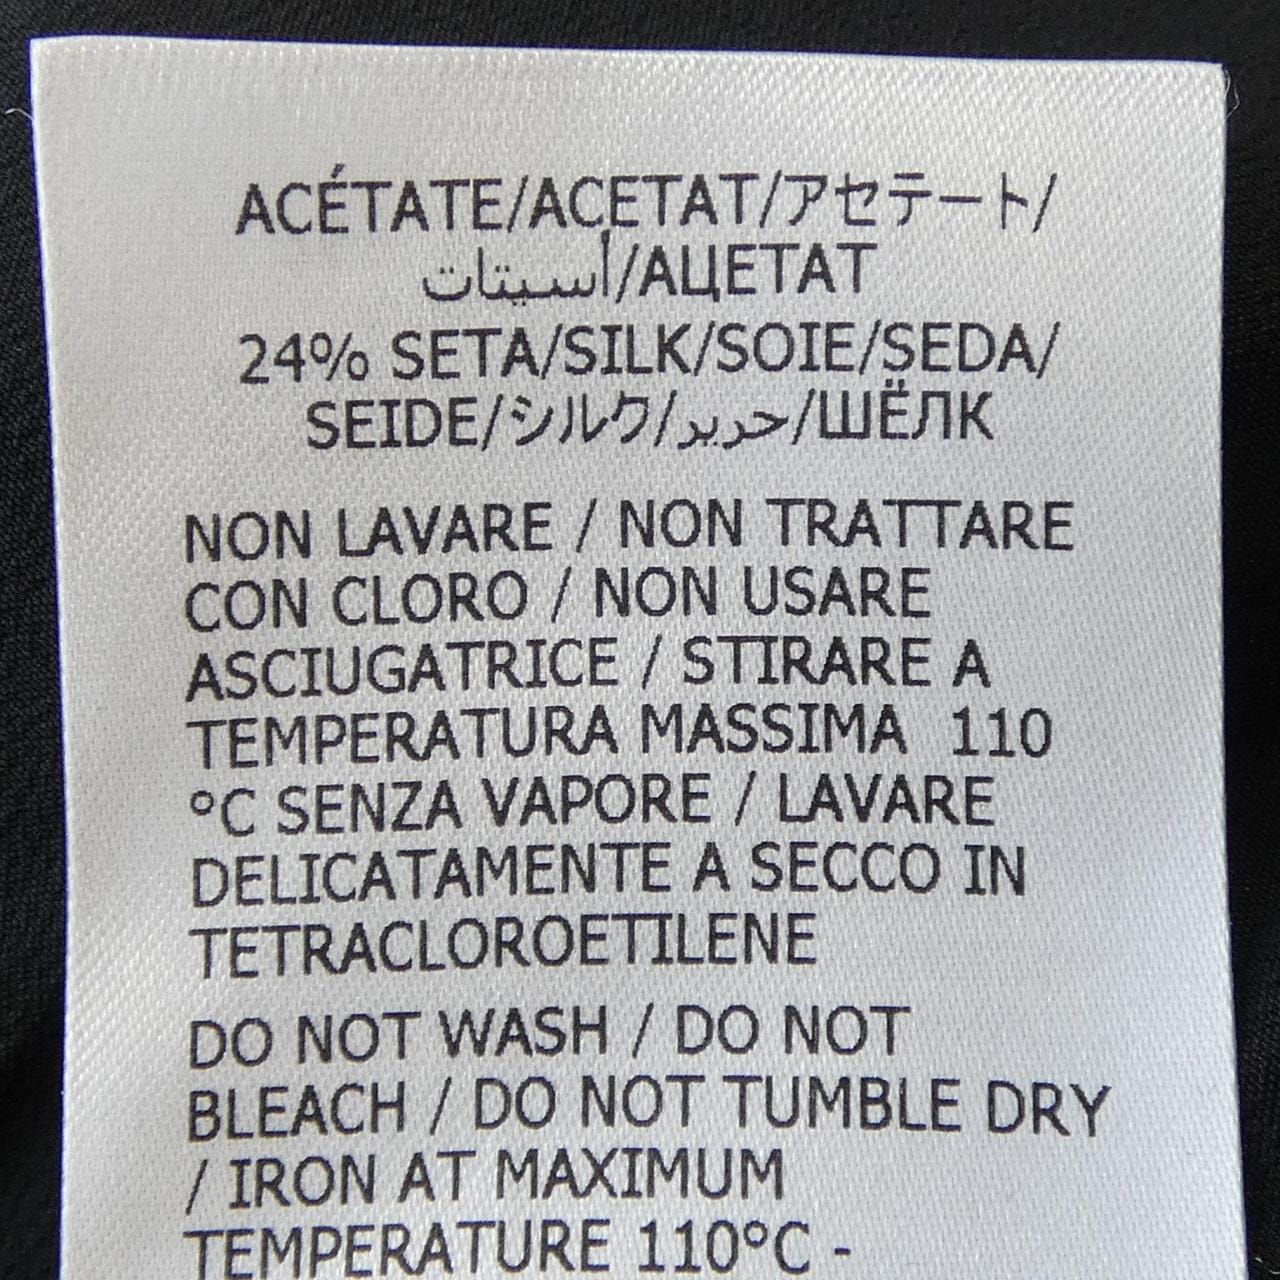 ACÉTATE/ACETAT/アセテート/
أسيتات/АЦЕТАТ
24% SETA/SILK/SOIE/SEDA/
SEIDE/シルク/حرير/ШЁЛК
NON LAVARE / NON TRATTARE
CON CLORO / NON USARE
ASCIUGATRICE / STIRARE A
TEMPERATURA MASSIMA 110
°C SENZA VAPORE / LAVARE
DELICATAMENTE A SECCO IN
TETRACLOROETILENE
DO NOT WASH / DO NOT
BLEACH / DO NOT TUMBLE DRY
/ IRON AT MAXIMUM
TEMPERATURE 110°C -